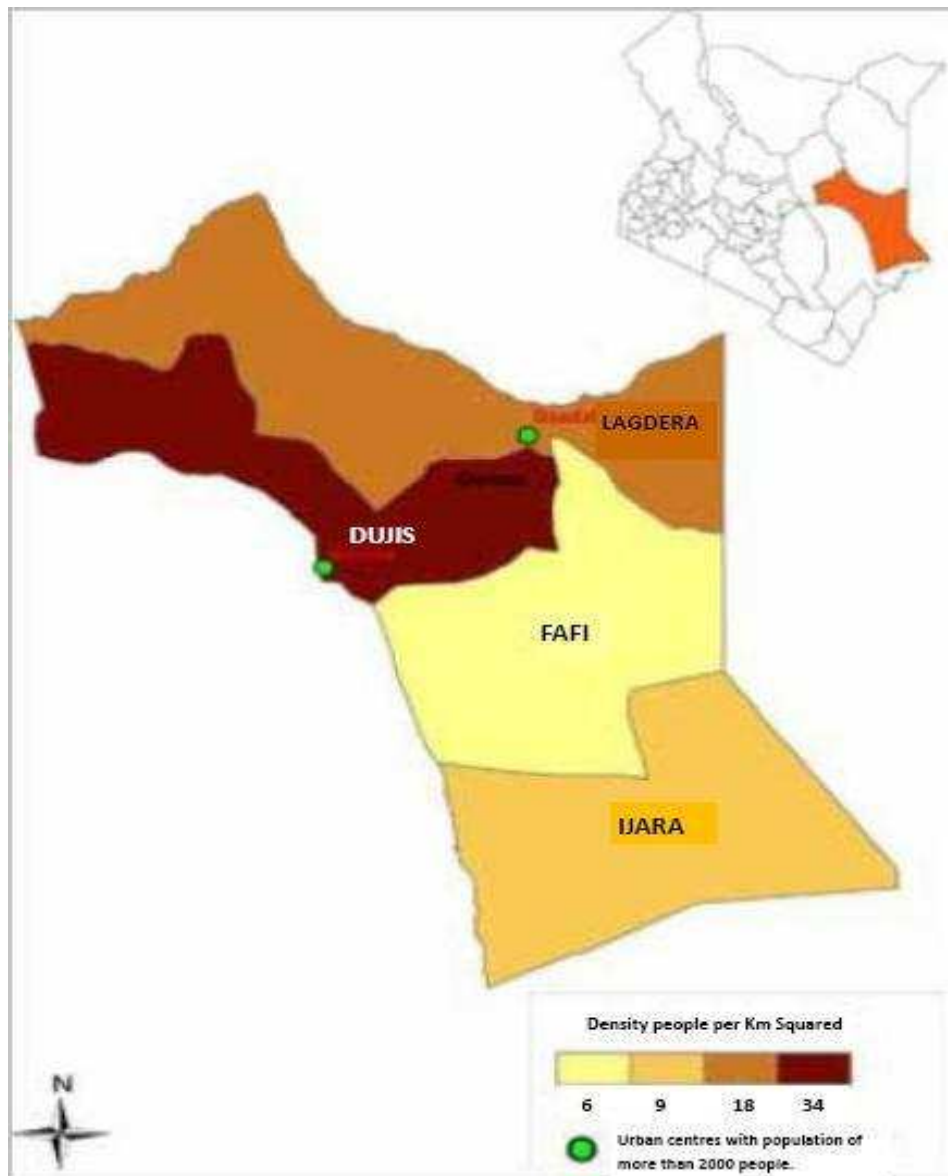 LAGDERA
DUJIS
FAFI
IJARA
Density people per Km Squared
6 9 18 34
N
Urban centres with population of
more than 2000 people.